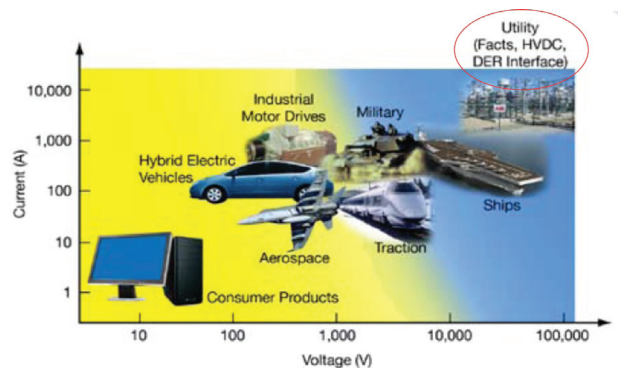 Utility
(Facts, HVDC,
DER Interface)
10,000
1,000
100
10
1
Current (A)
Industrial
Motor Drives
Military
Hybrid Electric
Vehicles
Ships
Aerospace
Traction
Consumer Products
10
100
1,000
10,000
100,000
Voltage (V)